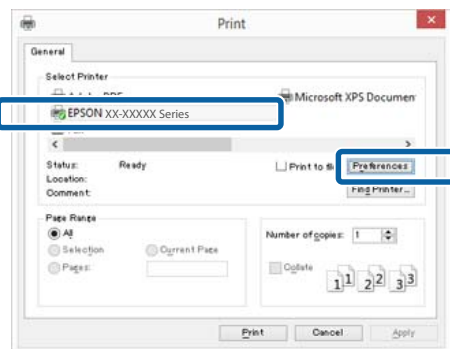 Print
General
Select Printer
Microsoft XPS Documen
EPSON XX-XXXXX Series
Status: Ready
Print to
Preferences
Location:
Comment:
Find Printer...
Page Range
All
Selection
Current Page
Pages:
Number of copies: 1
Collate
1 1 2 2 3 3
Print
Cancel
Apply